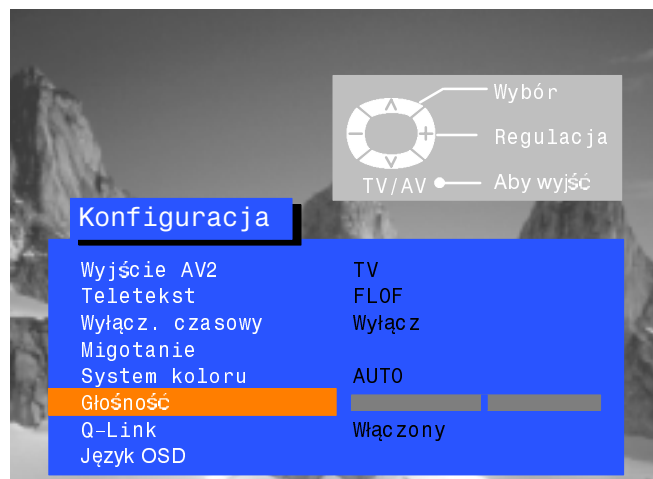 Wybór
Regulacja
TV/AV Aby wyjść
Konfiguracja
Wyjście AV2 TV
Teletekst FLOF
Wyłącz. czasowy Wyłącz
Migotanie
System koloru AUTO
Głośność
Q-Link Włączony
Język OSD